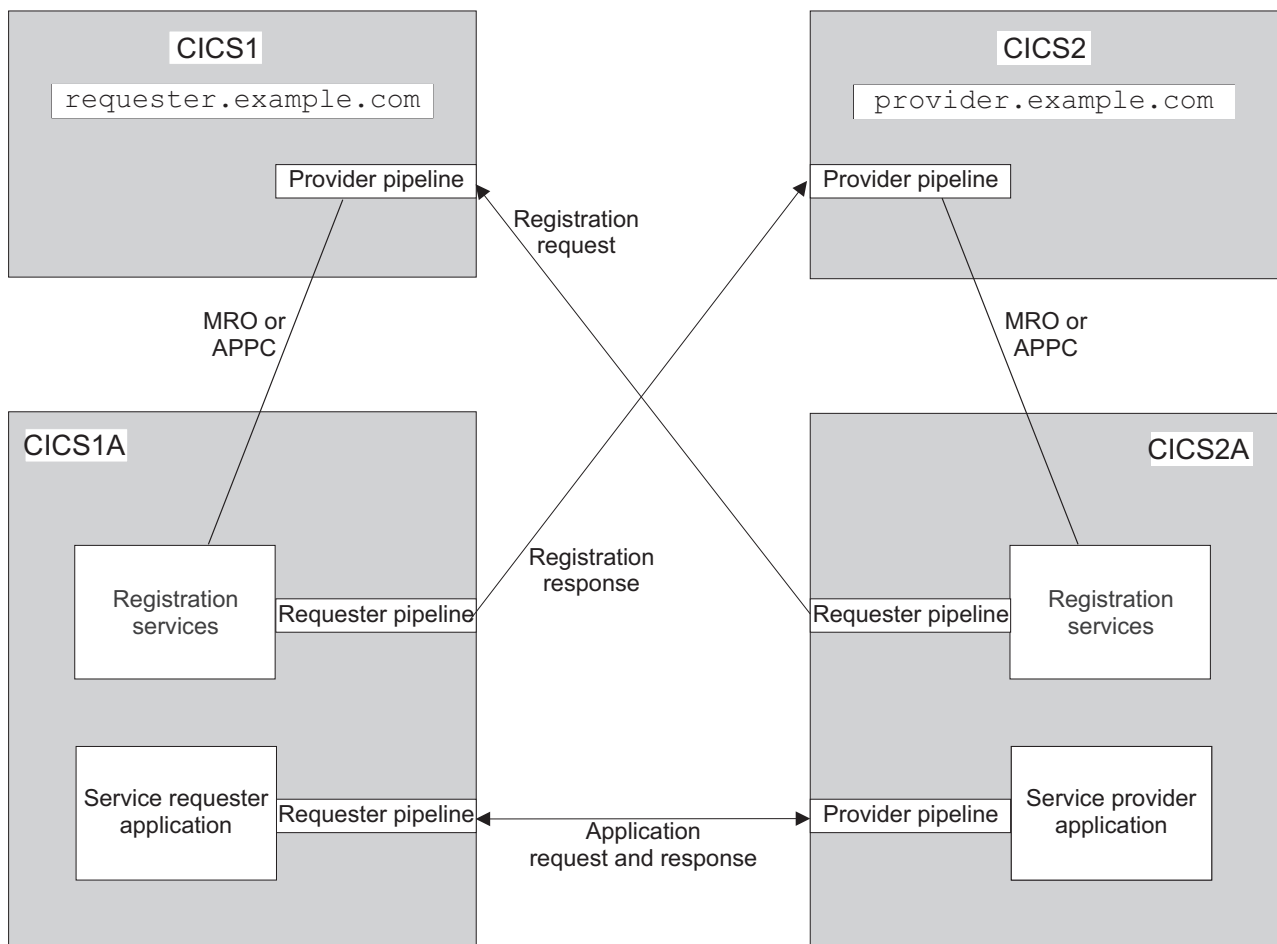 CICS1
CICS2
requester.example.com
provider.example.com
Provider pipeline
Provider pipeline
Registration
request
MRO or
APPC
MRO or
APPC
CICS1A
CICS2A
Registration
response
Registration
services
Requester pipeline
Requester pipeline
Registration
services
Service requester
application
Requester pipeline
Application
request and response
Provider pipeline
Service provider
application